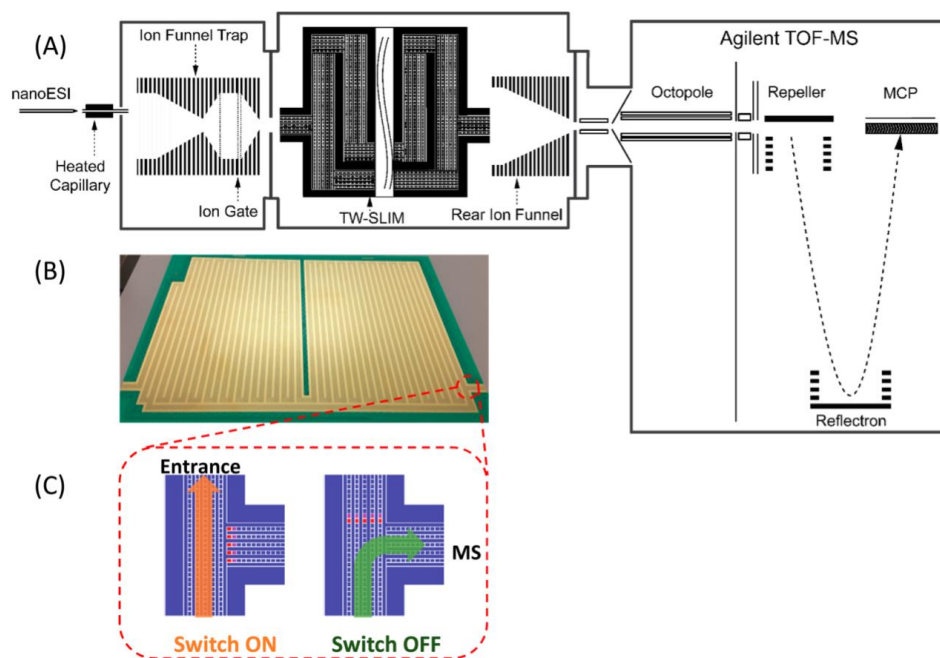 (A)
Ion Funnel Trap
nanoESI
Heated
Capillary
Ion Gate
TW-SLIM
Rear Ion Funnel
Agilent TOF-MS
Octopole
Repeller
MCP
Reflectron
(B)
(C)
Entrance
MS
Switch ON
Switch OFF